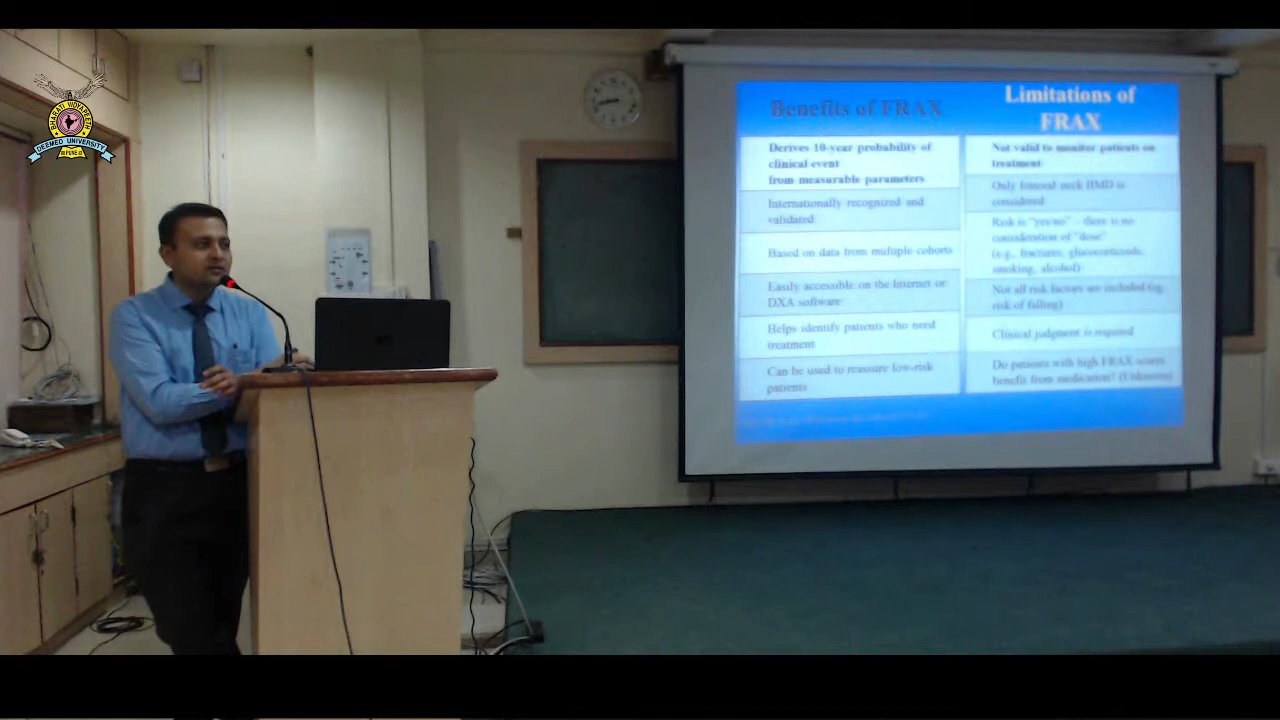 BHARATI VIDYAPEETH
DEEMED UNIVERSITY
Benefits of FRAX
Derives 10-year probability of
clinical event
from measurable parameters
Internationally recognized and
validated
Based on data from multiple cohorts
Easily accessible on the Internet or
DXA software
Helps identify patients who need
treatment
Can be used to reassure low-risk
patients
Limitations of
FRAX
Not valid to monitor patients on
treatment
Only femoral neck BMD is
considered
Risk is "yes/no" – there is no
consideration of "dose"
(e.g., fractures, glucocorticoids,
smoking, alcohol)
Not all risk factors are included (eg,
risk of falling)
Clinical judgment is required
Do patients with high FRAX scores
benefit from medication? (Unknown)